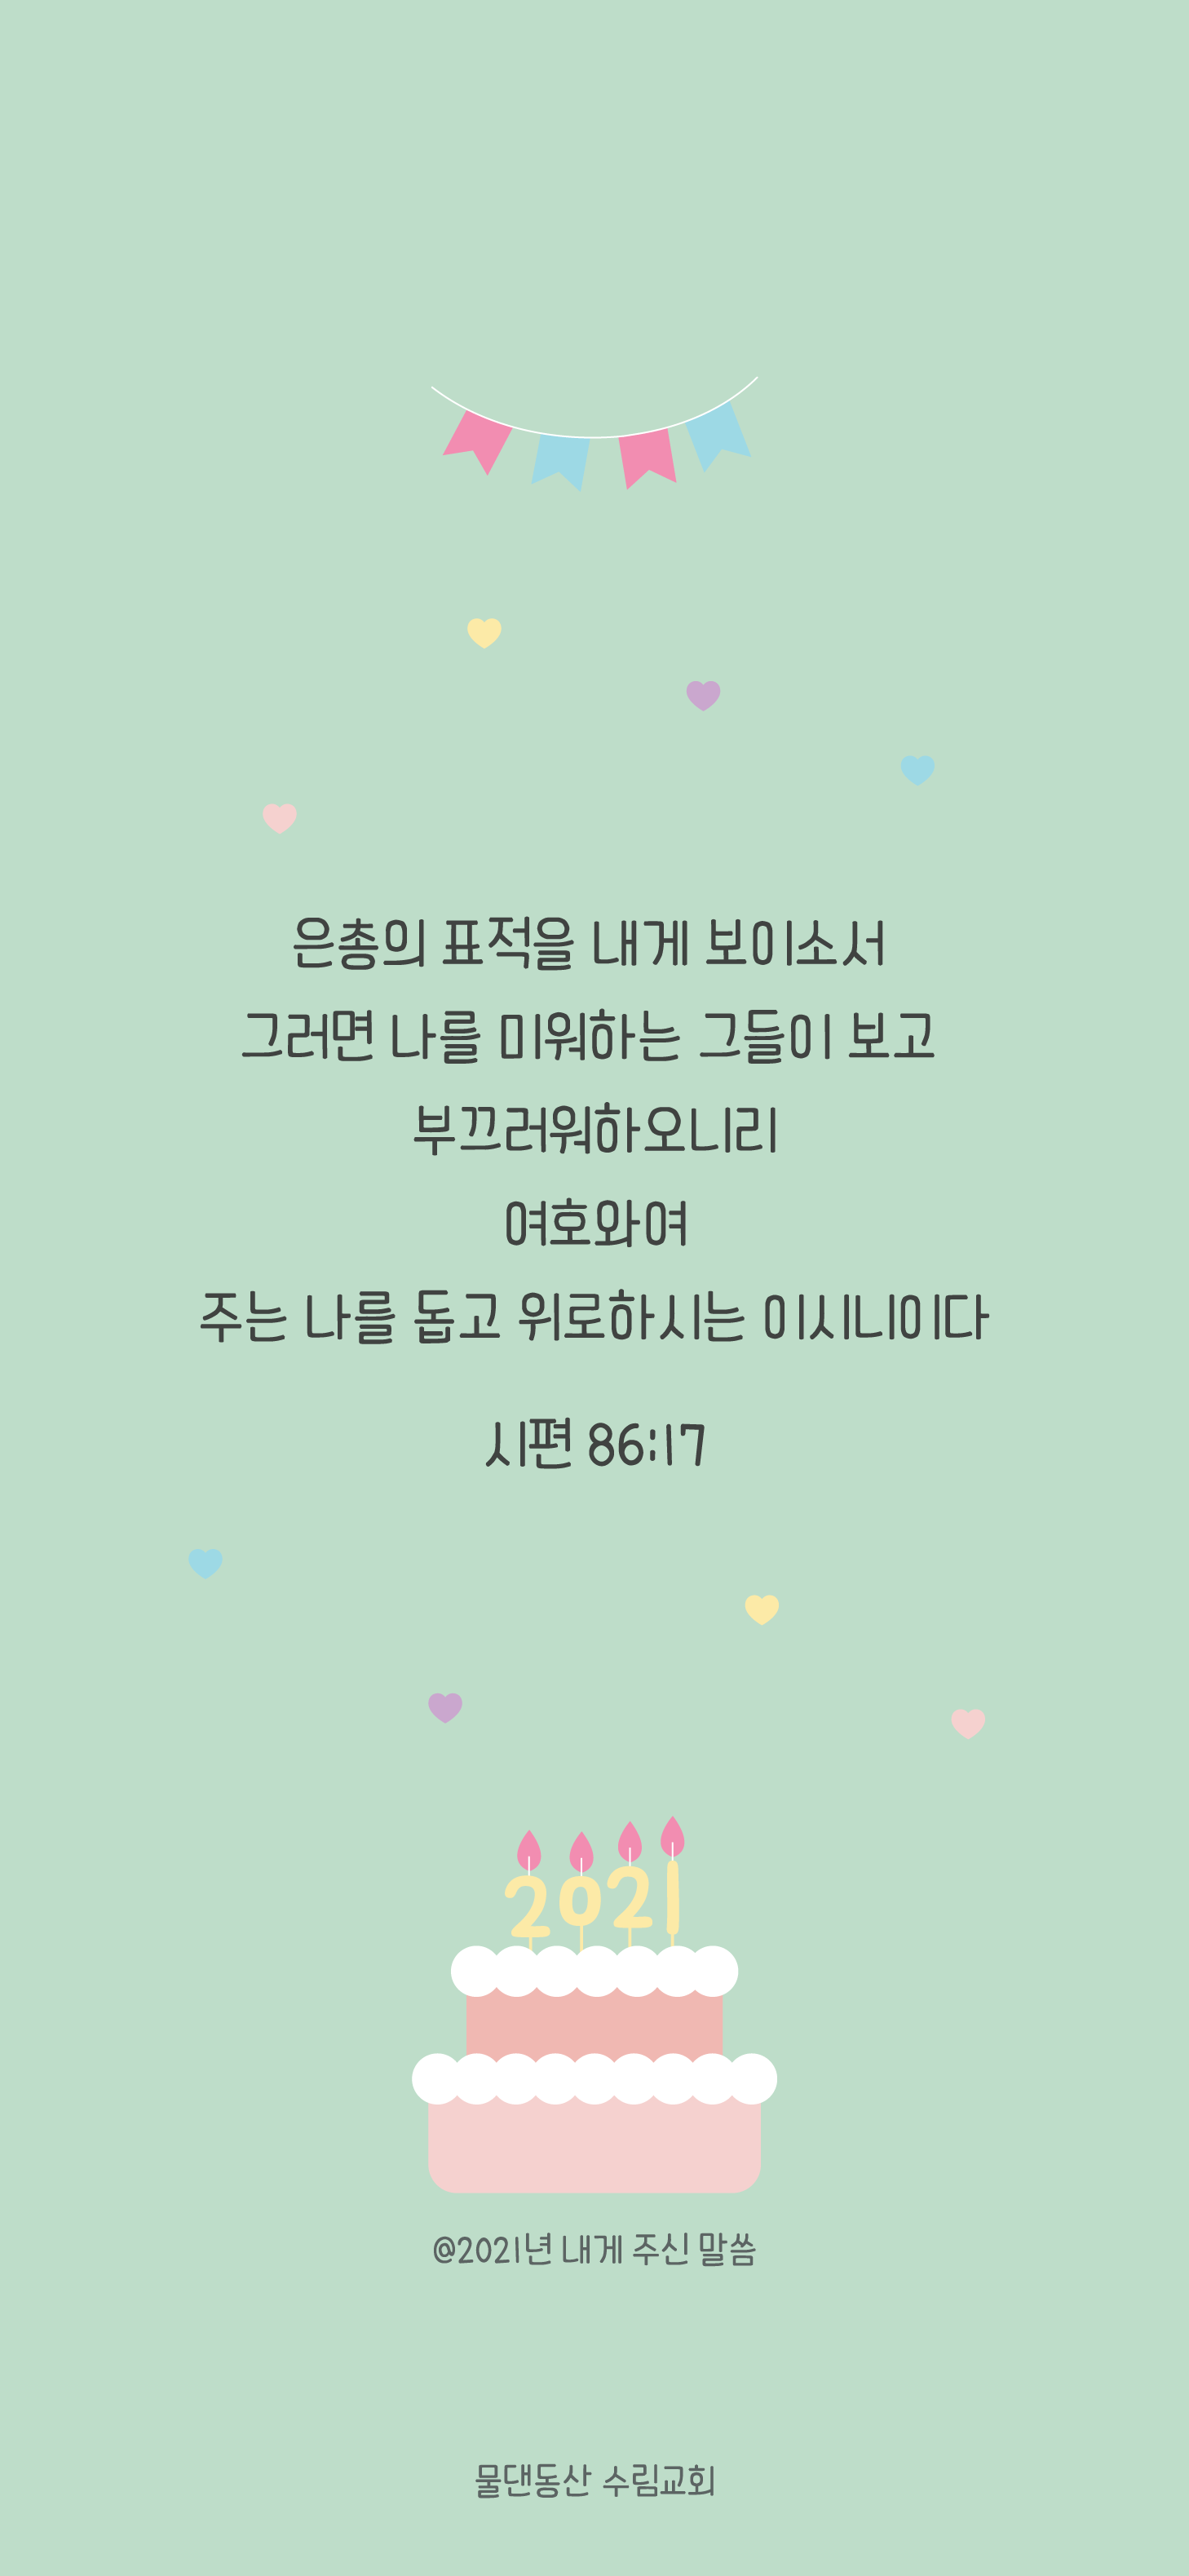 은총의 표적을 내게 보이소서
그러면 나를 미워하는 그들이 보고
부끄러워하오니리
여호와여
주는 나를 돕고 위로하시는 이시니이다
시편 86:17
2021
@2021년 내게 주신 말씀
물댄동산 수림교회